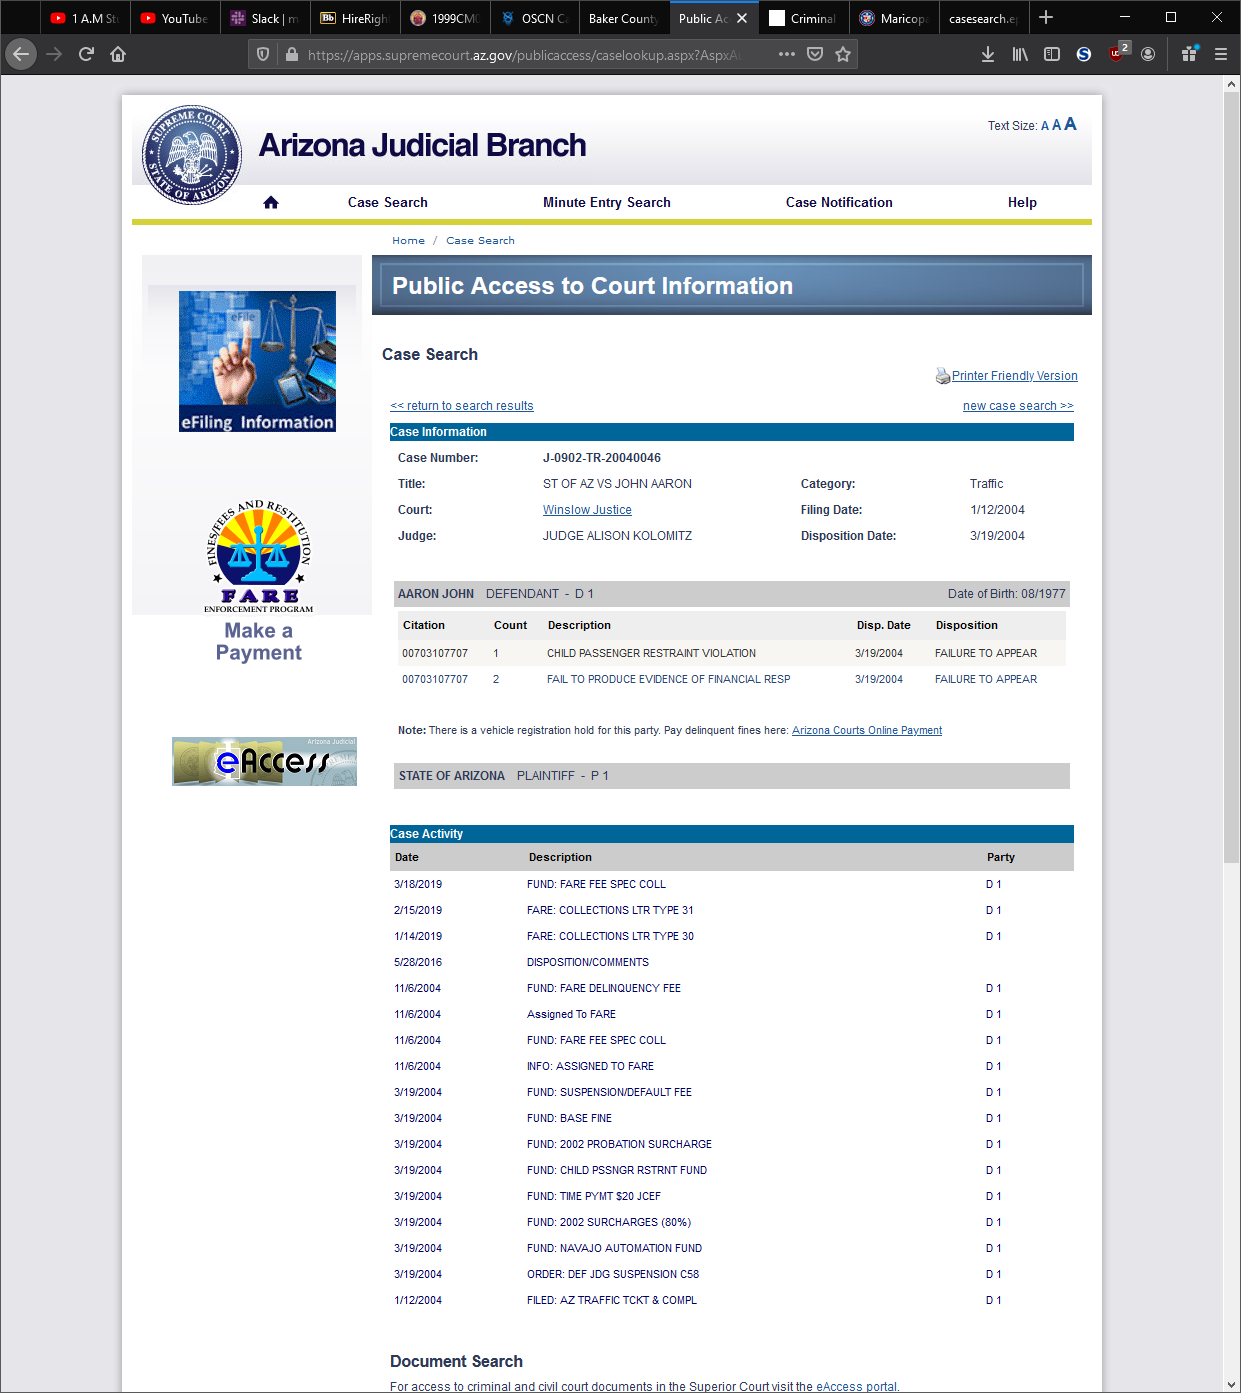 1 A.M Stu
YouTube
Slack | m
HireRigh
1999CM0
OSCN Ca
Baker County
Public Ac
Criminal
Maricopa
casesearch.ep
https://apps.supremecourt.az.gov/publicaccess/caselookup.aspx?AspxA
2
SUPREME COURT
STATE OF ARIZONA
Arizona Judicial Branch
Text Size: A A A
Case Search
Minute Entry Search
Case Notification
Help
Home / Case Search
eFile
eFiling Information
Public Access to Court Information
Case Search
Printer Friendly Version
<< return to search results
new case search >>
Case Information
Case Number: J-0902-TR-20040046
Title: ST OF AZ VS JOHN AARON Category: Traffic
Court: Winslow Justice Filing Date: 1/12/2004
Judge: JUDGE ALISON KOLOMITZ Disposition Date: 3/19/2004
FINES/FEES AND RESTITUTION
FARE
ENFORCEMENT PROGRAM
Make a
Payment
Arizona Judicial
eAccess
AARON JOHN DEFENDANT - D 1 Date of Birth: 08/1977
Citation Count Description Disp. Date Disposition
00703107707 1 CHILD PASSENGER RESTRAINT VIOLATION 3/19/2004 FAILURE TO APPEAR
00703107707 2 FAIL TO PRODUCE EVIDENCE OF FINANCIAL RESP 3/19/2004 FAILURE TO APPEAR
Note: There is a vehicle registration hold for this party. Pay delinquent fines here: Arizona Courts Online Payment
STATE OF ARIZONA PLAINTIFF - P 1
Case Activity
Date Description Party
3/18/2019 FUND: FARE FEE SPEC COLL D 1
2/15/2019 FARE: COLLECTIONS LTR TYPE 31 D 1
1/14/2019 FARE: COLLECTIONS LTR TYPE 30 D 1
5/28/2016 DISPOSITION/COMMENTS
11/6/2004 FUND: FARE DELINQUENCY FEE D 1
11/6/2004 Assigned To FARE D 1
11/6/2004 FUND: FARE FEE SPEC COLL D 1
11/6/2004 INFO: ASSIGNED TO FARE D 1
3/19/2004 FUND: SUSPENSION/DEFAULT FEE D 1
3/19/2004 FUND: BASE FINE D 1
3/19/2004 FUND: 2002 PROBATION SURCHARGE D 1
3/19/2004 FUND: CHILD PSSNGR RSTRNT FUND D 1
3/19/2004 FUND: TIME PYMT $20 JCEF D 1
3/19/2004 FUND: 2002 SURCHARGES (80%) D 1
3/19/2004 FUND: NAVAJO AUTOMATION FUND D 1
3/19/2004 ORDER: DEF JDG SUSPENSION C58 D 1
1/12/2004 FILED: AZ TRAFFIC TCKT & COMPL D 1
Document Search
For access to criminal and civil court documents in the Superior Court visit the eAccess portal.